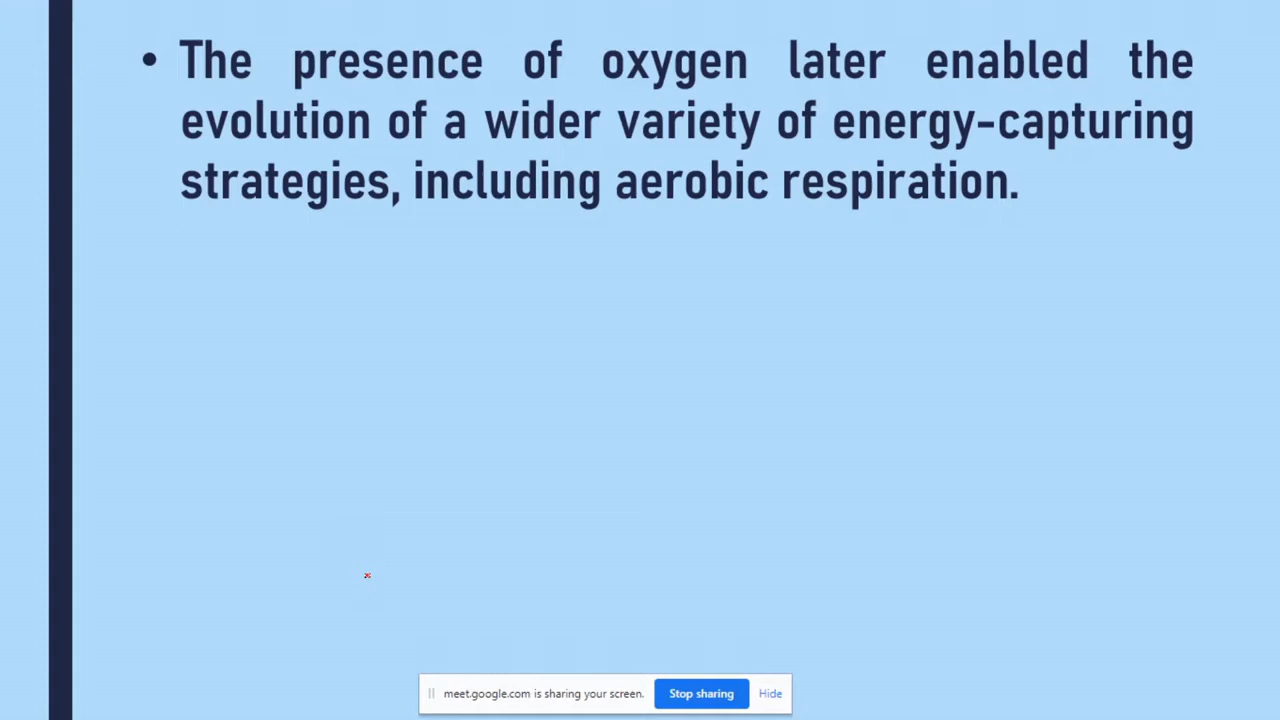 • The presence of oxygen later enabled the
evolution of a wider variety of energy-capturing
strategies, including aerobic respiration.
meet.google.com is sharing your screen. Stop sharing Hide